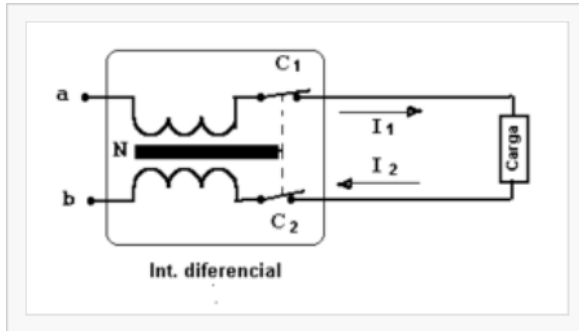 C1
a
I1
N
Carga
I2
b
C2
Int. diferencial